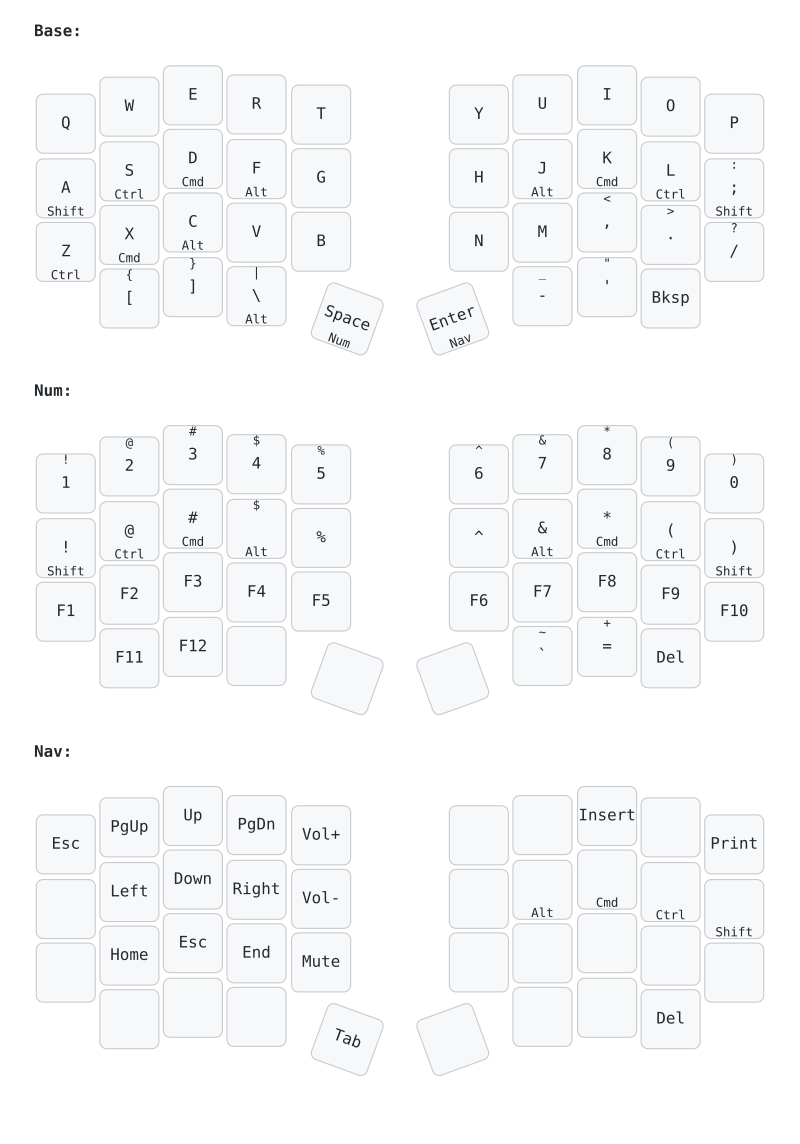 Base:
Q W E R T Y U I O P
A Shift S Ctrl D Cmd F Alt G H J Alt K Cmd L Ctrl : ; Shift
Z Ctrl X Cmd C Alt V B N M < , > . ? /
{ [ } ] | \ Alt Space Num Enter Nav _ - " ' Bksp
Num:
! 1 @ 2 # 3 $ 4 % 5 ^ 6 & 7 * 8 ( 9 ) 0
! Shift @ Ctrl # Cmd $ Alt % ^ & Alt * Cmd ( Ctrl ) Shift
F1 F2 F3 F4 F5 F6 F7 F8 F9 F10
F11 F12 ~ ` + = Del
Nav:
Esc PgUp Up PgDn Vol+ Insert Print
Left Down Right Vol- Alt Cmd Ctrl Shift
Home Esc End Mute
Tab Del